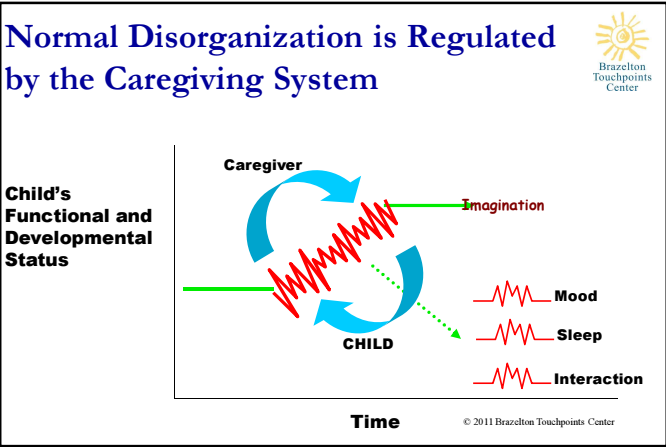 Normal Disorganization is Regulated
by the Caregiving System
Brazelton
Touchpoints
Center
Child's
Functional and
Developmental
Status
Caregiver
Imagination
CHILD
Mood
Sleep
Interaction
Time
© 2011 Brazelton Touchpoints Center